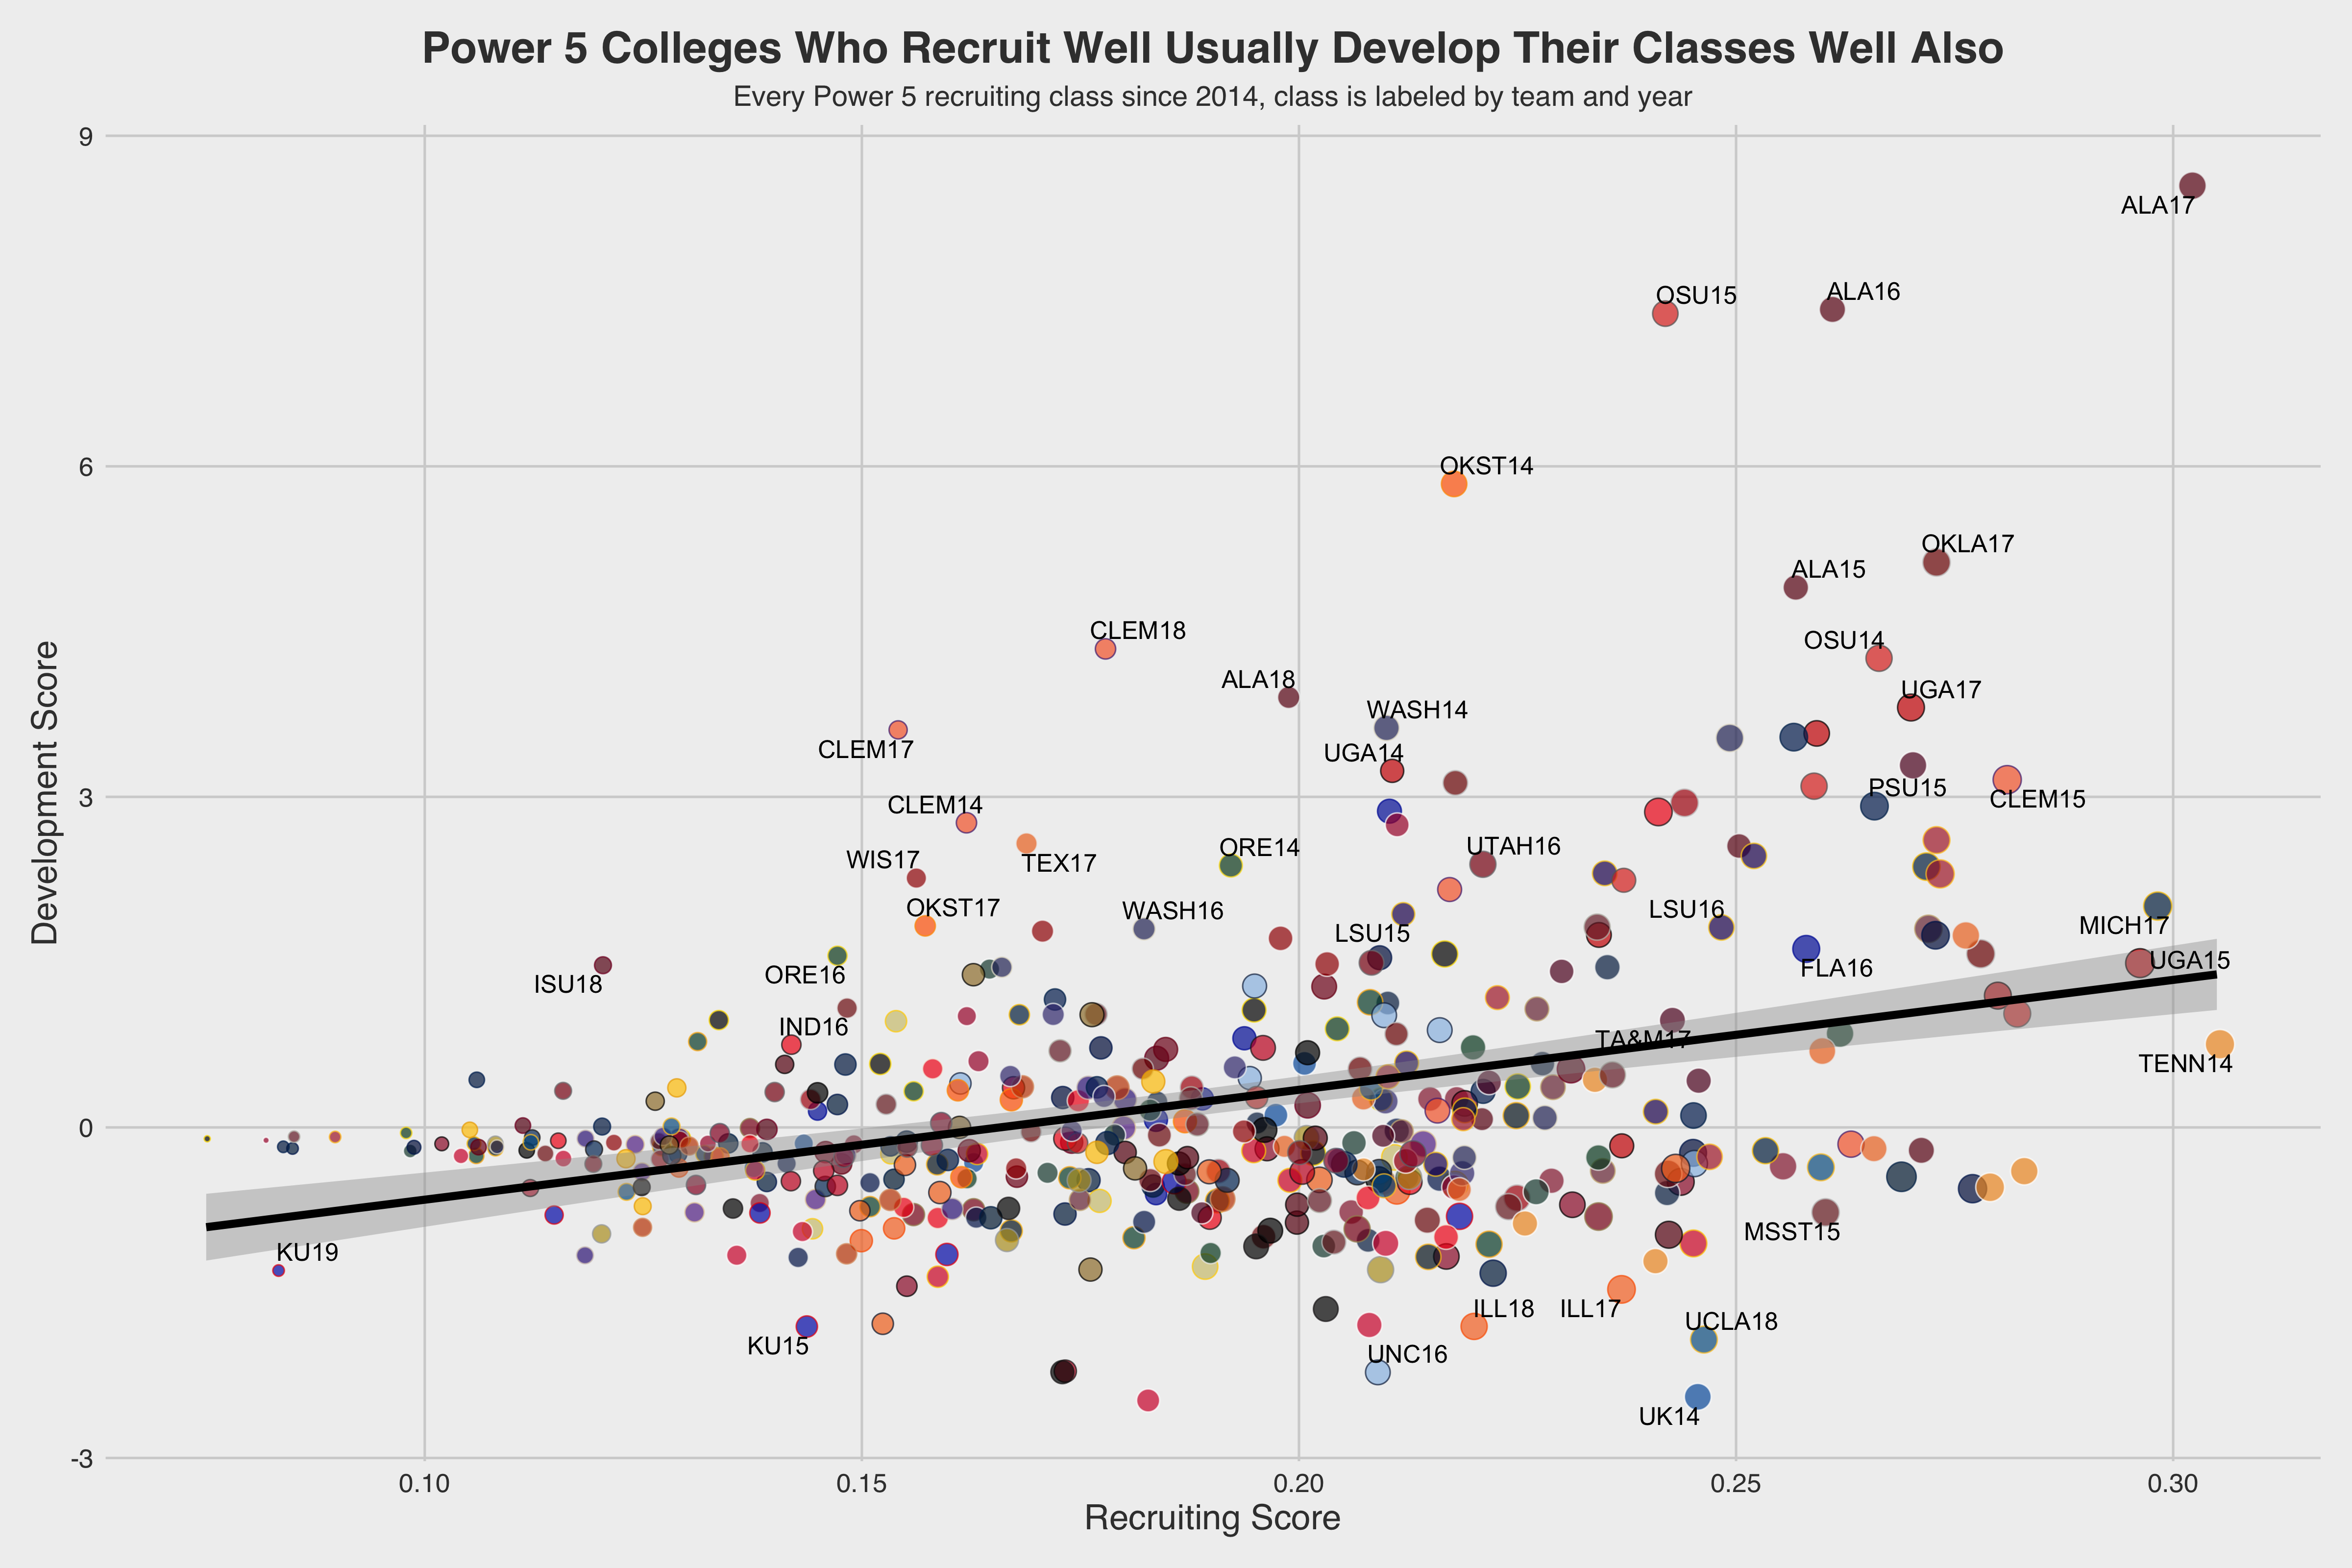 Power 5 Colleges Who Recruit Well Usually Develop Their Classes Well Also
Every Power 5 recruiting class since 2014, class is labeled by team and year
9
ALA17
OSU15
ALA16
6
OKST14
OKLA17
ALA15
CLEM18
OSU14
ALA18
UGA17
WASH14
CLEM17
UGA14
3
PSU15
CLEM15
CLEM14
ORE14
UTAH16
WIS17
TEX17
OKST17
WASH16
LSU16
MICH17
LSU15
UGA15
FLA16
ORE16
ISU18
IND16
TA&M17
TENN14
0
MSST15
KU19
ILL18
ILL17
UCLA18
KU15
UNC16
UK14
-3
0.10
0.15
0.20
0.25
0.30
Recruiting Score
Development Score